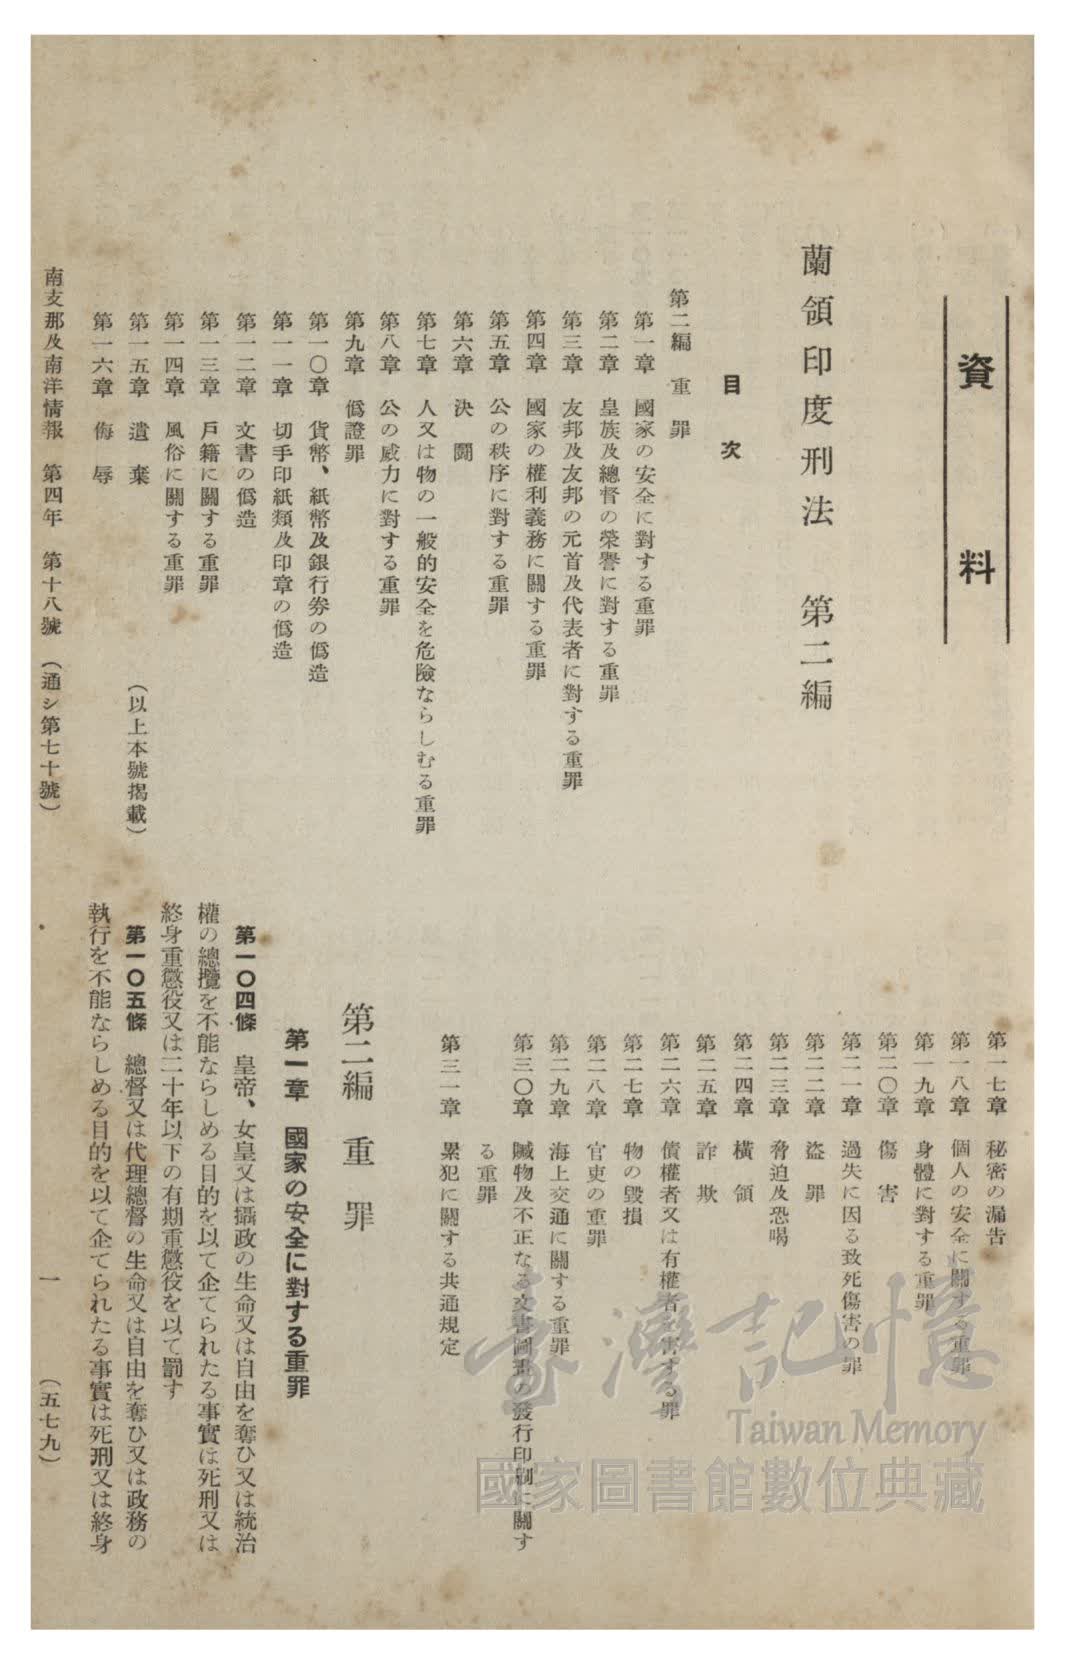 資料
蘭領印度刑法　第二編
目次
第二編　重罪
第一章　國家の安全に對する重罪
第二章　皇族及總督の榮譽に對する重罪
第三章　友邦及友邦の元首及代表者に對する重罪
第四章　國家の權利義務に關する重罪
第五章　公の秩序に對する重罪
第六章　決鬪
第七章　人又は物の一般的安全を危險ならしむる重罪
第八章　公の威力に對する重罪
第九章　僞證罪
第一〇章　貨幣、紙幣及銀行券の僞造
第一一章　切手印紙類及印章の僞造
第一二章　文書の僞造
第一三章　戶籍に關する重罪
第一四章　風俗に關する重罪
第一五章　遺棄
第一六章　侮辱
（以上本號揭載）
第一七章　秘密の漏告
第一八章　個人の安全に關する重罪
第一九章　身體に對する重罪
第二〇章　傷害
第二一章　過失に因る致死傷害の罪
第二二章　盜罪
第二三章　脅迫及恐喝
第二四章　橫領
第二五章　詐欺
第二六章　債權者又は有權者を害する罪
第二七章　物の毀損
第二八章　官吏の重罪
第二九章　海上交通に關する重罪
第三〇章　贓物及不正なる文書圖畫の發行印刷に關す
る重罪
第三一章　累犯に關する共通規定
第二編　重罪
第一章　國家の安全に對する重罪
第一〇四條　皇帝、女皇又は攝政の生命又は自由を奪ひ又は統治
權の總攬を不能ならしめる目的を以て企てられたる事實は死刑又は
終身重懲役又は二十年以下の有期重懲役を以て罰す
第一〇五條　總督又は代理總督の生命又は自由を奪ひ又は政務の
執行を不能ならしめる目的を以て企てられたる事實は死刑又は終身
南支那及南洋情報　第四年　第十八號　（通シ第七十號）
一　（五七九）
臺灣記憶
Taiwan Memory
國家圖書館數位典藏